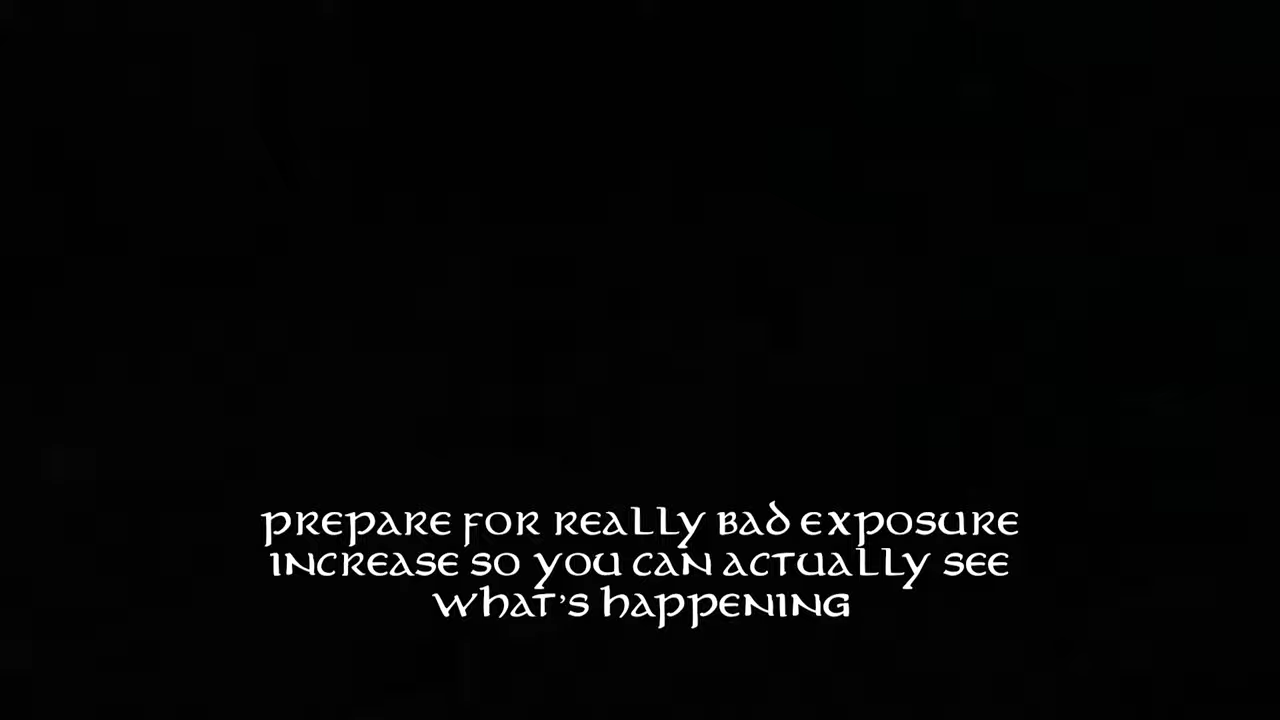 PREPARE FOR REALLY BAD EXPOSURE
INCREASE SO YOU CAN ACTUALLY SEE
WHAT'S HAPPENING